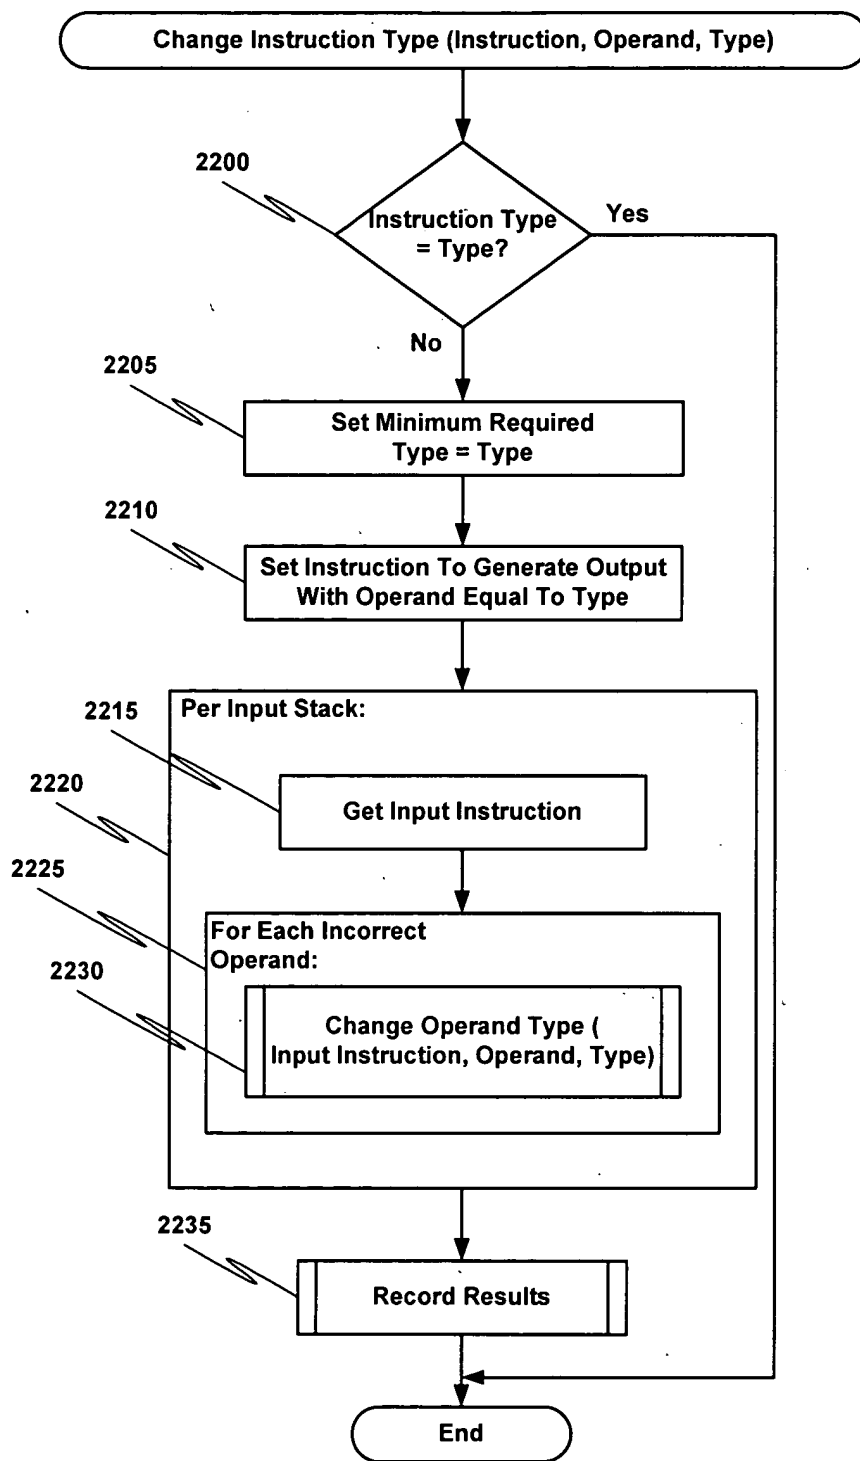 Change Instruction Type (Instruction, Operand, Type)
2200
Instruction Type
= Type?
Yes
No
2205
Set Minimum Required
Type = Type
2210
Set Instruction To Generate Output
With Operand Equal To Type
Per Input Stack:
2215
Get Input Instruction
2220
2225
For Each Incorrect
Operand:
2230
Change Operand Type (
Input Instruction, Operand, Type)
2235
Record Results
End